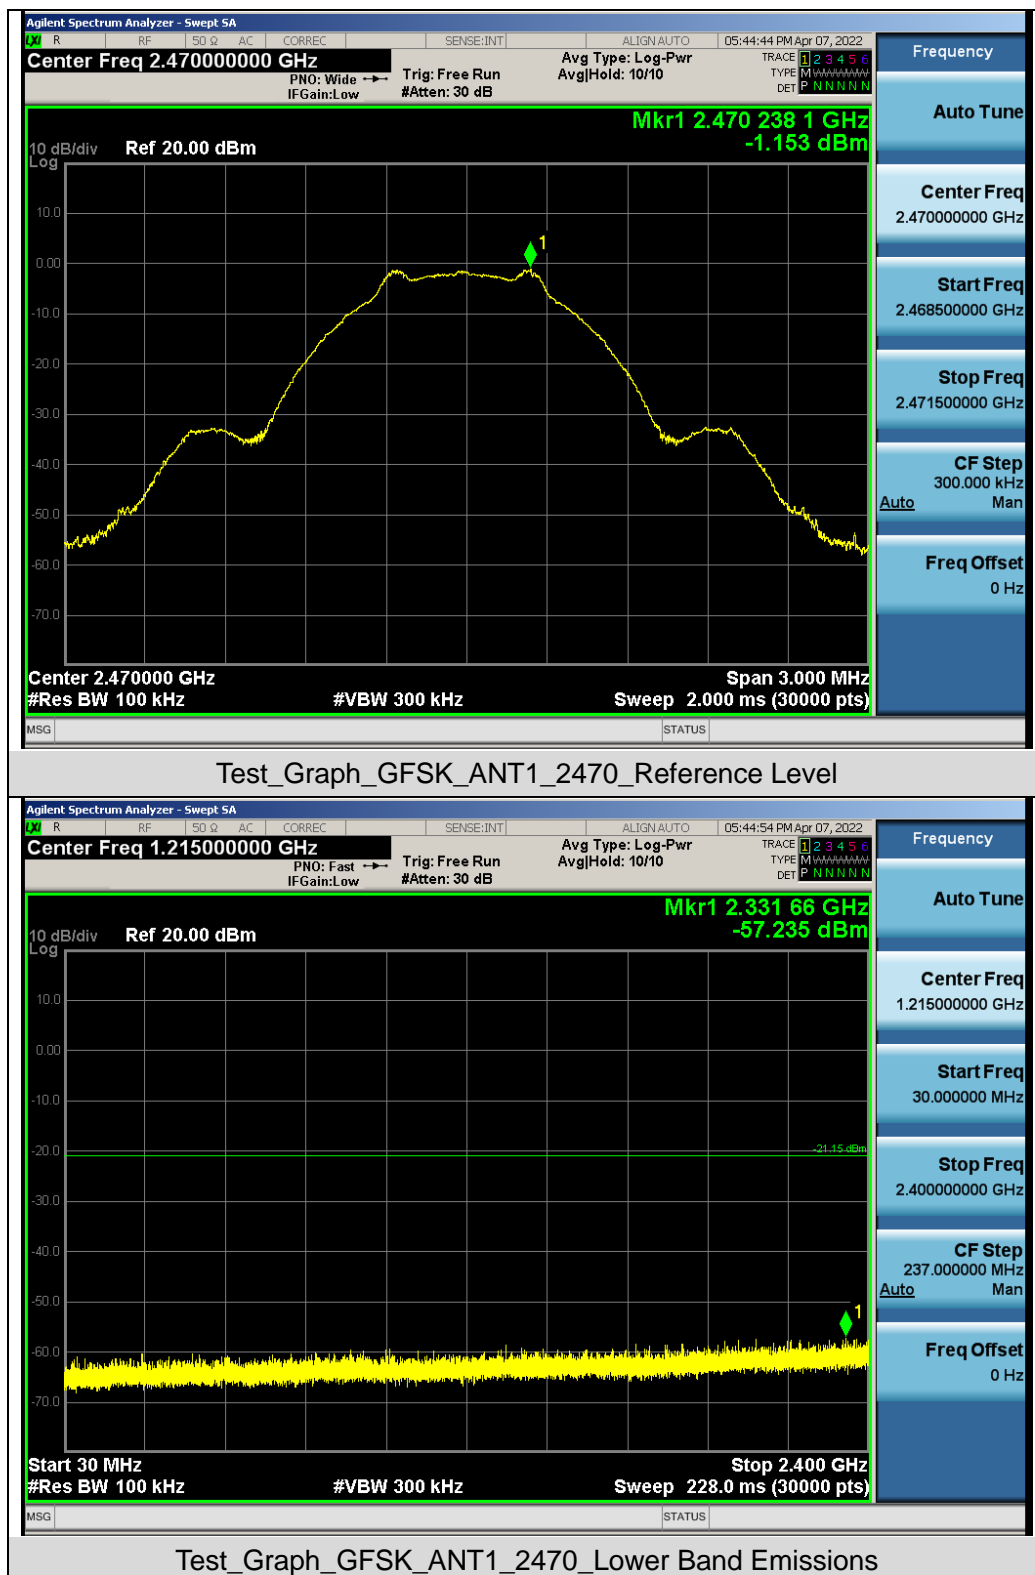 Agilent Spectrum Analyzer - Swept SA
LXI R RF 50 Ω AC CORREC SENSE:INT ALIGN AUTO 05:44:44 PM Apr 07, 2022
Center Freq 2.470000000 GHz
PNO: Wide
IFGain:Low
Trig: Free Run
#Atten: 30 dB
Avg Type: Log-Pwr
Avg|Hold: 10/10
TRACE 1 2 3 4 5 6
TYPE M WWWWW
DET P N N N N N
Mkr1 2.470 238 1 GHz
-1.153 dBm
10 dB/div Ref 20.00 dBm
Log
10.0
0.00
-10.0
-20.0
-30.0
-40.0
-50.0
-60.0
-70.0
1
Center 2.470000 GHz Span 3.000 MHz
#Res BW 100 kHz #VBW 300 kHz Sweep 2.000 ms (30000 pts)
MSG STATUS
Frequency
Auto Tune
Center Freq
2.470000000 GHz
Start Freq
2.468500000 GHz
Stop Freq
2.471500000 GHz
CF Step
300.000 kHz
Auto Man
Freq Offset
0 Hz
Test_Graph_GFSK_ANT1_2470_Reference Level
Agilent Spectrum Analyzer - Swept SA
LXI R RF 50 Ω AC CORREC SENSE:INT ALIGN AUTO 05:44:54 PM Apr 07, 2022
Center Freq 1.215000000 GHz
PNO: Fast
IFGain:Low
Trig: Free Run
#Atten: 30 dB
Avg Type: Log-Pwr
Avg|Hold: 10/10
TRACE 1 2 3 4 5 6
TYPE M WWWWW
DET P N N N N N
Mkr1 2.331 66 GHz
-57.235 dBm
10 dB/div Ref 20.00 dBm
Log
10.0
0.00
-10.0
-20.0
-30.0
-40.0
-50.0
-60.0
-70.0
-21.15 dBm
1
Start 30 MHz Stop 2.400 GHz
#Res BW 100 kHz #VBW 300 kHz Sweep 228.0 ms (30000 pts)
MSG STATUS
Frequency
Auto Tune
Center Freq
1.215000000 GHz
Start Freq
30.000000 MHz
Stop Freq
2.400000000 GHz
CF Step
237.000000 MHz
Auto Man
Freq Offset
0 Hz
Test_Graph_GFSK_ANT1_2470_Lower Band Emissions